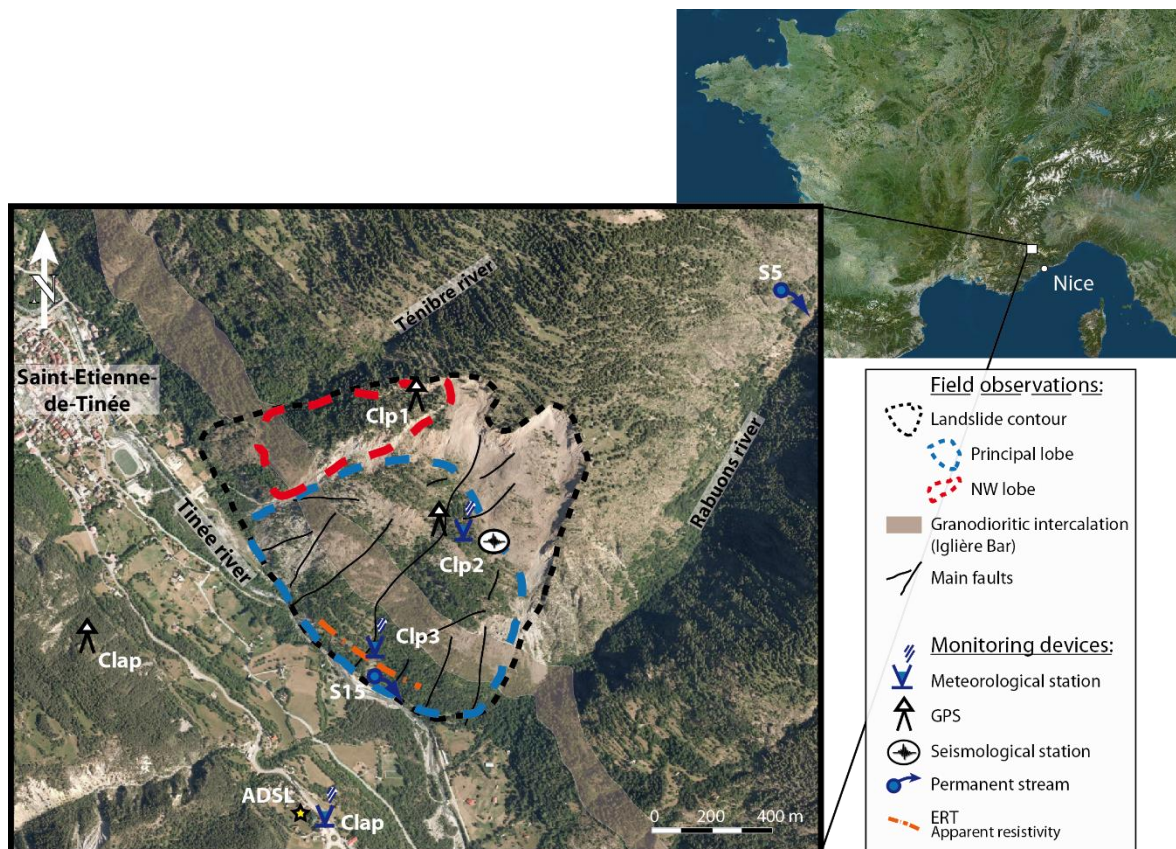 Nice
N
S5
Ténibre river
Saint-Etienne-
de-Tinée
Clp1
Rabuons river
Tinée river
Clp2
Clp3
Clap
S15
ADSL
Clap
0 200 400 m
Field observations:
Landslide contour
Principal lobe
NW lobe
Granodioritic intercalation
(Iglière Bar)
Main faults
Monitoring devices:
Meteorological station
GPS
Seismological station
Permanent stream
ERT
Apparent resistivity